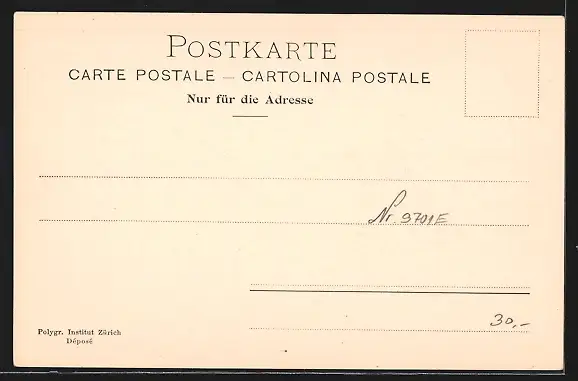 POSTKARTE
CARTE POSTALE — CARTOLINA POSTALE
Nur für die Adresse
Nr. 9701E
30,-
Polygr. Institut Zürich
Déposé